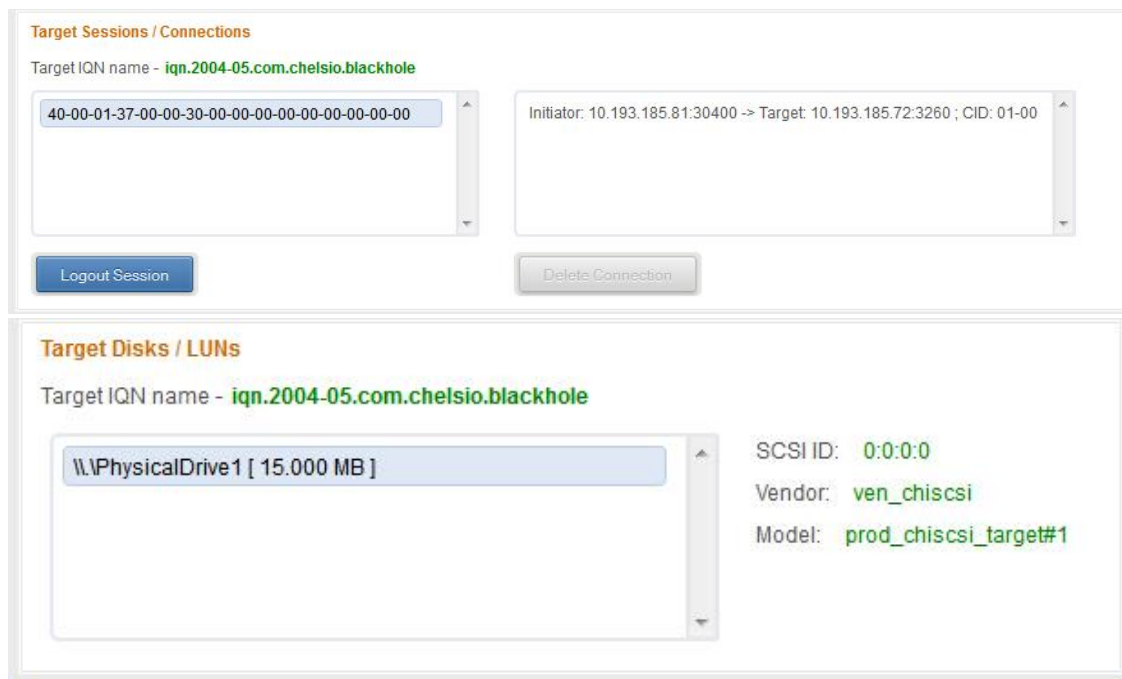 Target Sessions / Connections
Target IQN name - iqn.2004-05.com.chelsio.blackhole
40-00-01-37-00-00-30-00-00-00-00-00-00-00-00-00
Initiator: 10.193.185.81:30400 -> Target: 10.193.185.72:3260 ; CID: 01-00
Logout Session
Delete Connection
Target Disks / LUNs
Target IQN name - iqn.2004-05.com.chelsio.blackhole
\\.\PhysicalDrive1 [ 15.000 MB ]
SCSI ID: 0:0:0:0
Vendor: ven_chiscsi
Model: prod_chiscsi_target#1